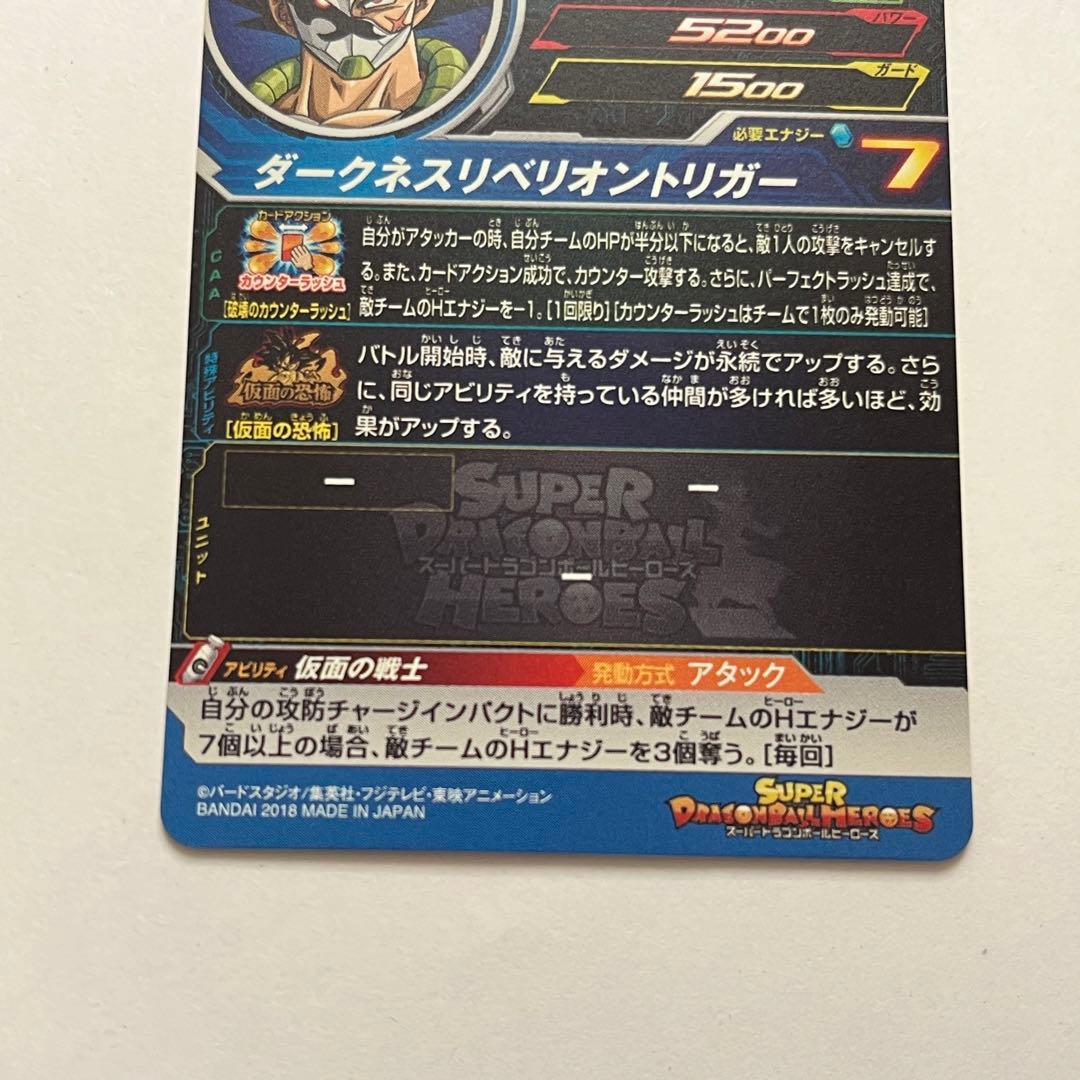 パワー
5200
ガード
1500
必要エナジー 7
ダークネスリベリオントリガー
CAA
カードアクション
カウンターラッシュ
[破壊のカウンターラッシュ]
自分がアタッカーの時、自分チームのHPが半分以下になると、敵1人の攻撃をキャンセルす
る。また、カードアクション成功で、カウンター攻撃する。さらに、パーフェクトラッシュ達成で、
敵チームのHエナジーを-1。[1回限り][カウンターラッシュはチームで1枚のみ発動可能]
特殊アビリティ
仮面の恐怖
[仮面の恐怖]
バトル開始時、敵に与えるダメージが永続でアップする。さら
に、同じアビリティを持っている仲間が多ければ多いほど、効
果がアップする。
ユニット
ー
ー
ー
SUPER
DRAGONBALL
スーパードラゴンボールヒーローズ
HEROES
アビリティ 仮面の戦士 発動方式 アタック
自分の攻防チャージインパクトに勝利時、敵チームのHエナジーが
7個以上の場合、敵チームのHエナジーを3個奪う。[毎回]
©バードスタジオ/集英社・フジテレビ・東映アニメーション
BANDAI 2018 MADE IN JAPAN
SUPER
DRAGONBALL HEROES
スーパードラゴンボールヒーローズ